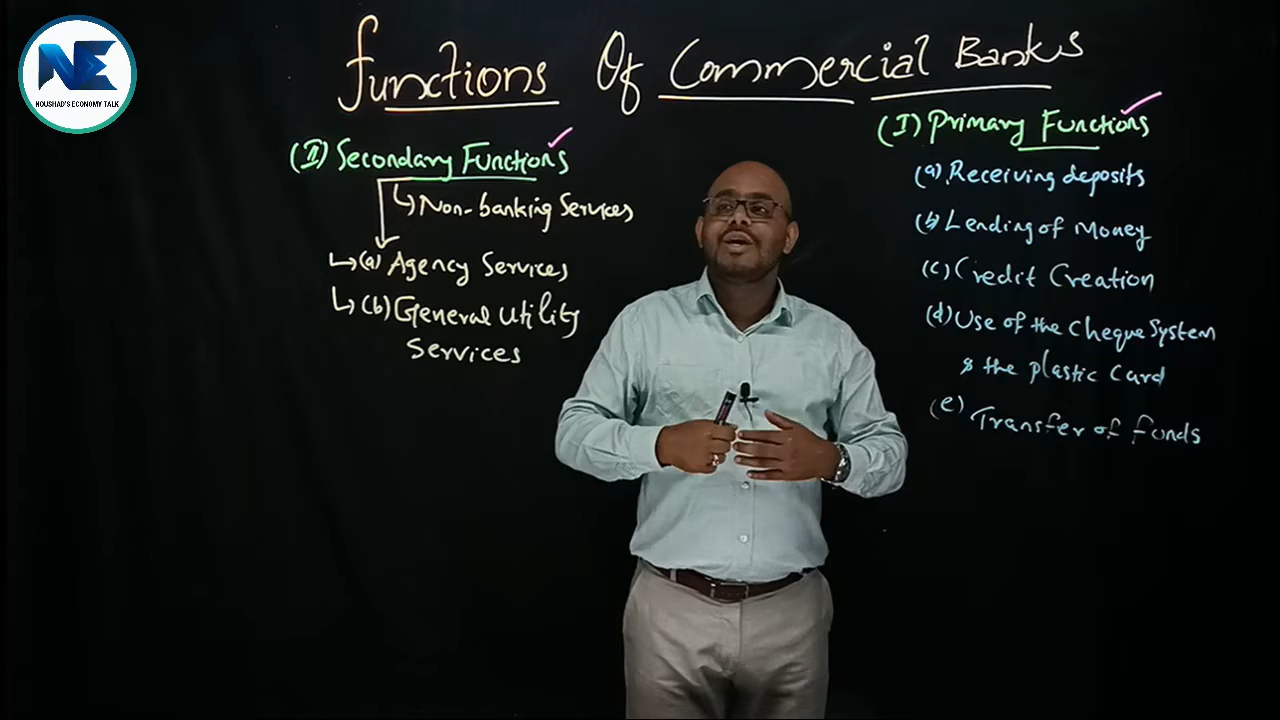 NE
NOUSHAD'S ECONOMY TALK
Functions Of Commercial Banks
(I) Primary Functions
(a) Receiving deposits
(b) Lending of Money
(c) Credit Creation
(d) Use of the Cheque System
& the plastic Card
(e) Transfer of funds
(II) Secondary Functions
Non-banking Services
(a) Agency Services
(b) General Utility
Services